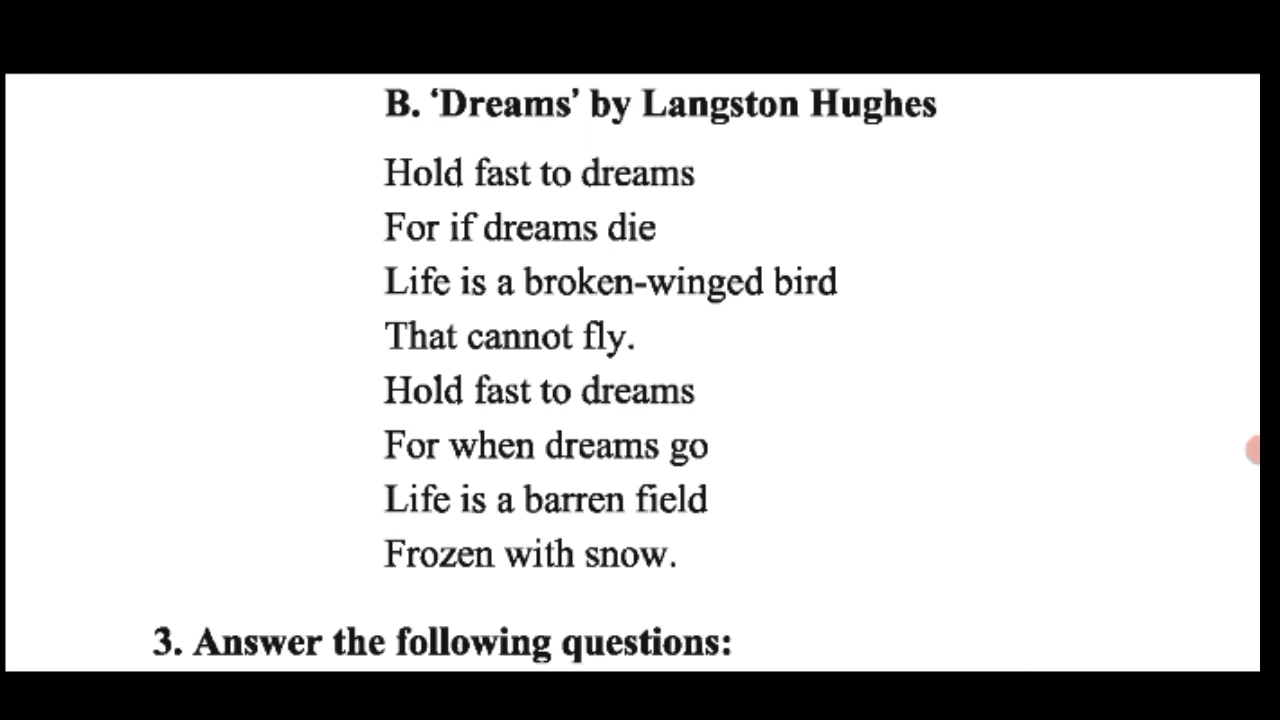 B. ‘Dreams’ by Langston Hughes
Hold fast to dreams
For if dreams die
Life is a broken-winged bird
That cannot fly.
Hold fast to dreams
For when dreams go
Life is a barren field
Frozen with snow.
3. Answer the following questions: